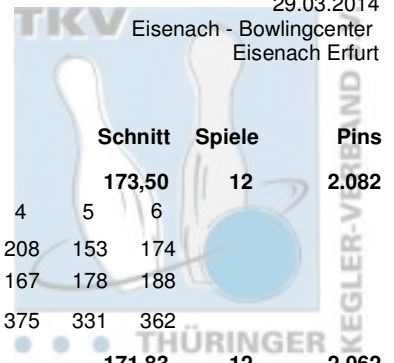 29.03.2014
TKV Eisenach - Bowlingcenter
Eisenach Erfurt
Schnitt Spiele Pins
173,50 12 2.082
4 5 6
208 153 174
167 178 188
375 331 362
THÜRINGER
KEGLER-VERBAND
171,83 12 2.062